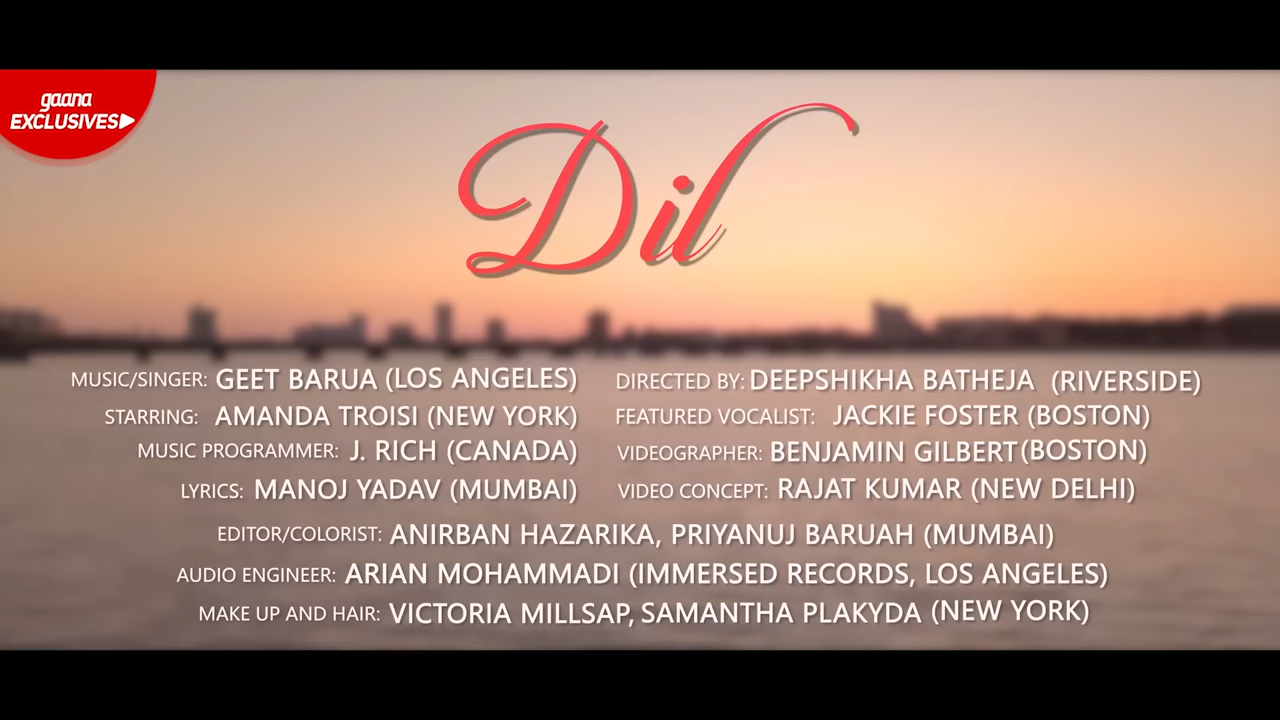 gaana
EXCLUSIVES
Dil
MUSIC/SINGER: GEET BARUA (LOS ANGELES)
DIRECTED BY: DEEPSHIKHA BATHEJA (RIVERSIDE)
STARRING: AMANDA TROISI (NEW YORK)
FEATURED VOCALIST: JACKIE FOSTER (BOSTON)
MUSIC PROGRAMMER: J. RICH (CANADA)
VIDEOGRAPHER: BENJAMIN GILBERT (BOSTON)
LYRICS: MANOJ YADAV (MUMBAI)
VIDEO CONCEPT: RAJAT KUMAR (NEW DELHI)
EDITOR/COLORIST: ANIRBAN HAZARIKA, PRIYANUJ BARUAH (MUMBAI)
AUDIO ENGINEER: ARIAN MOHAMMADI (IMMERSED RECORDS, LOS ANGELES)
MAKE UP AND HAIR: VICTORIA MILLSAP, SAMANTHA PLAKYDA (NEW YORK)